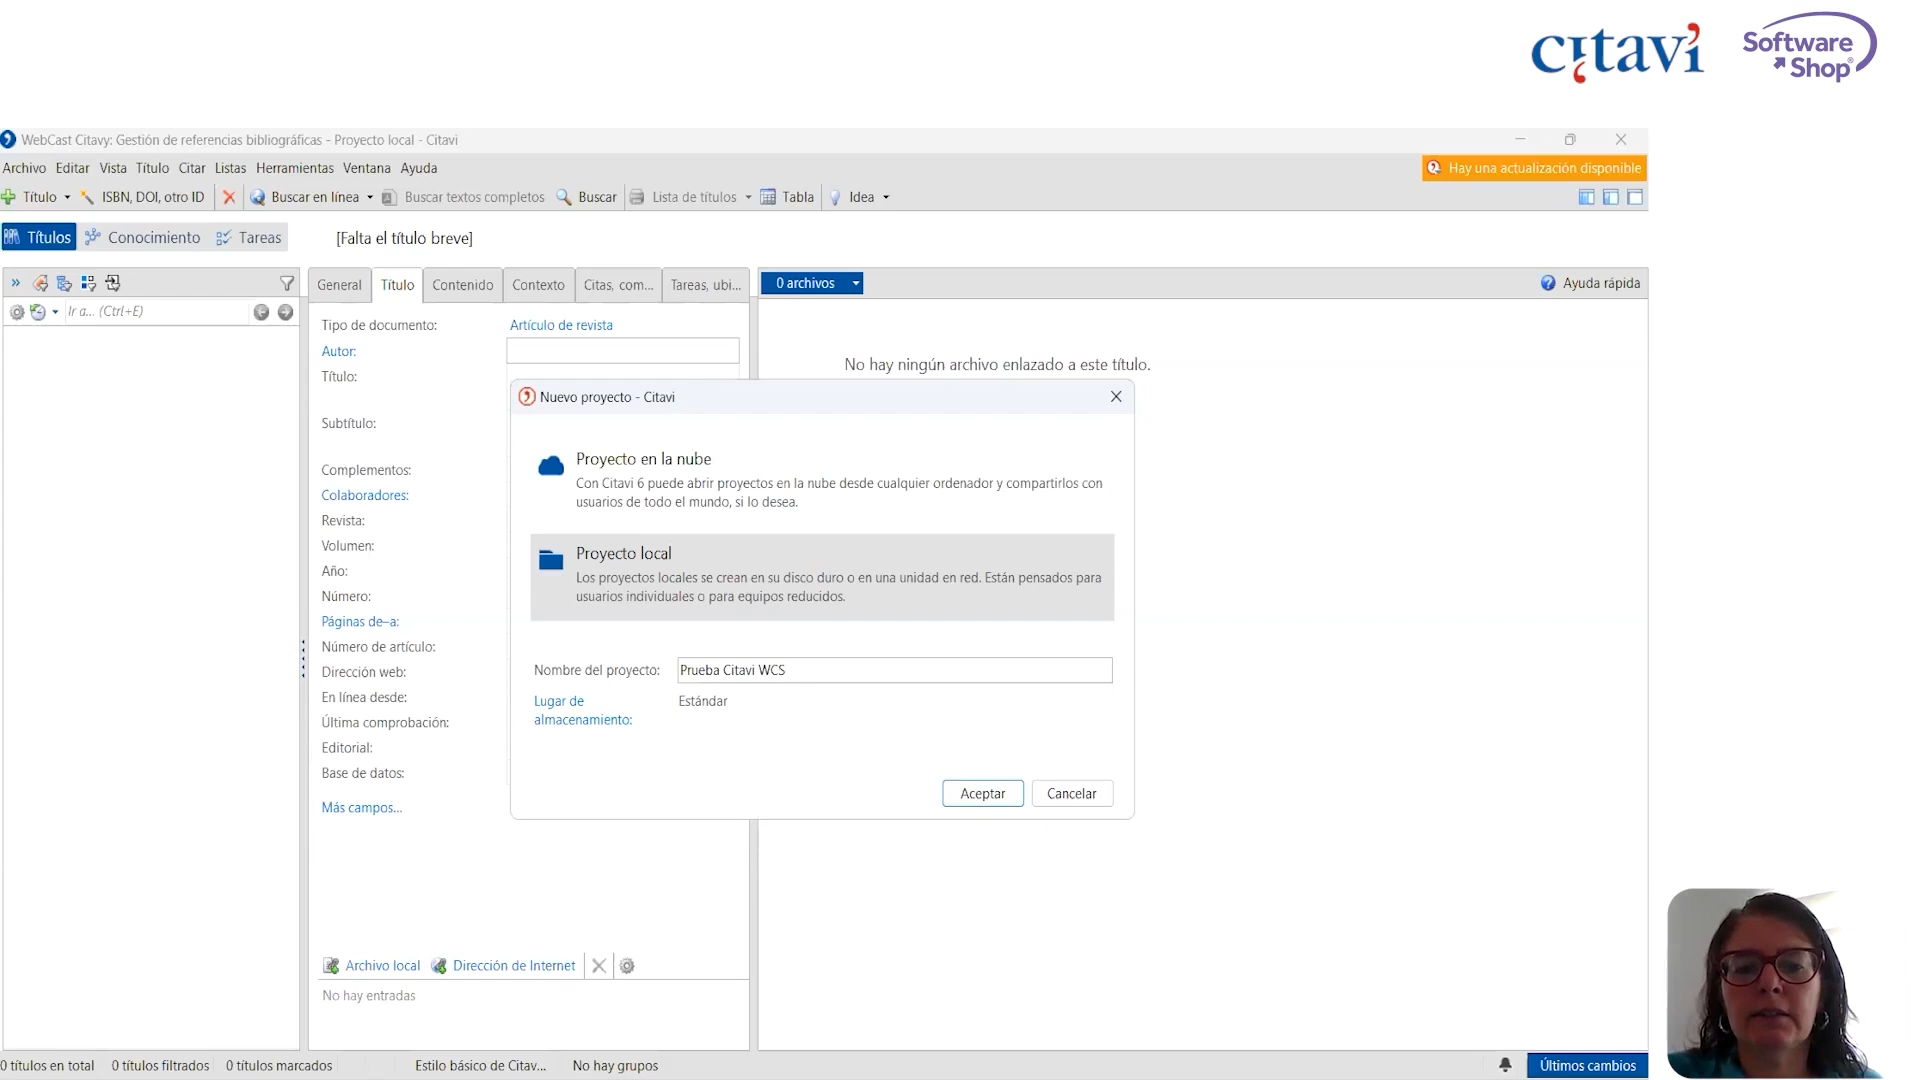 citavi
Software
Shop
WebCast Citavy: Gestión de referencias bibliográficas - Proyecto local - Citavi
Archivo Editar Vista Título Citar Listas Herramientas Ventana Ayuda
Hay una actualización disponible
Título ISBN, DOI, otro ID Buscar en línea Buscar textos completos Buscar Lista de títulos Tabla Idea
Títulos Conocimiento Tareas [Falta el título breve]
General Título Contenido Contexto Citas, com... Tareas, ubi... 0 archivos Ayuda rápida
Ir a... (Ctrl+E)
Tipo de documento: Artículo de revista
Autor:
Título:
Subtítulo:
Complementos:
Colaboradores:
Revista:
Volumen:
Año:
Número:
Páginas de–a:
Número de artículo:
Dirección web:
En línea desde:
Última comprobación:
Editorial:
Base de datos:
Más campos...
No hay ningún archivo enlazado a este título.
Nuevo proyecto - Citavi
Proyecto en la nube
Con Citavi 6 puede abrir proyectos en la nube desde cualquier ordenador y compartirlos con
usuarios de todo el mundo, si lo desea.
Proyecto local
Los proyectos locales se crean en su disco duro o en una unidad en red. Están pensados para
usuarios individuales o para equipos reducidos.
Nombre del proyecto: Prueba Citavi WCS
Lugar de
almacenamiento:
Estándar
Aceptar Cancelar
Archivo local Dirección de Internet
No hay entradas
0 títulos en total 0 títulos filtrados 0 títulos marcados Estilo básico de Citav... No hay grupos Últimos cambios